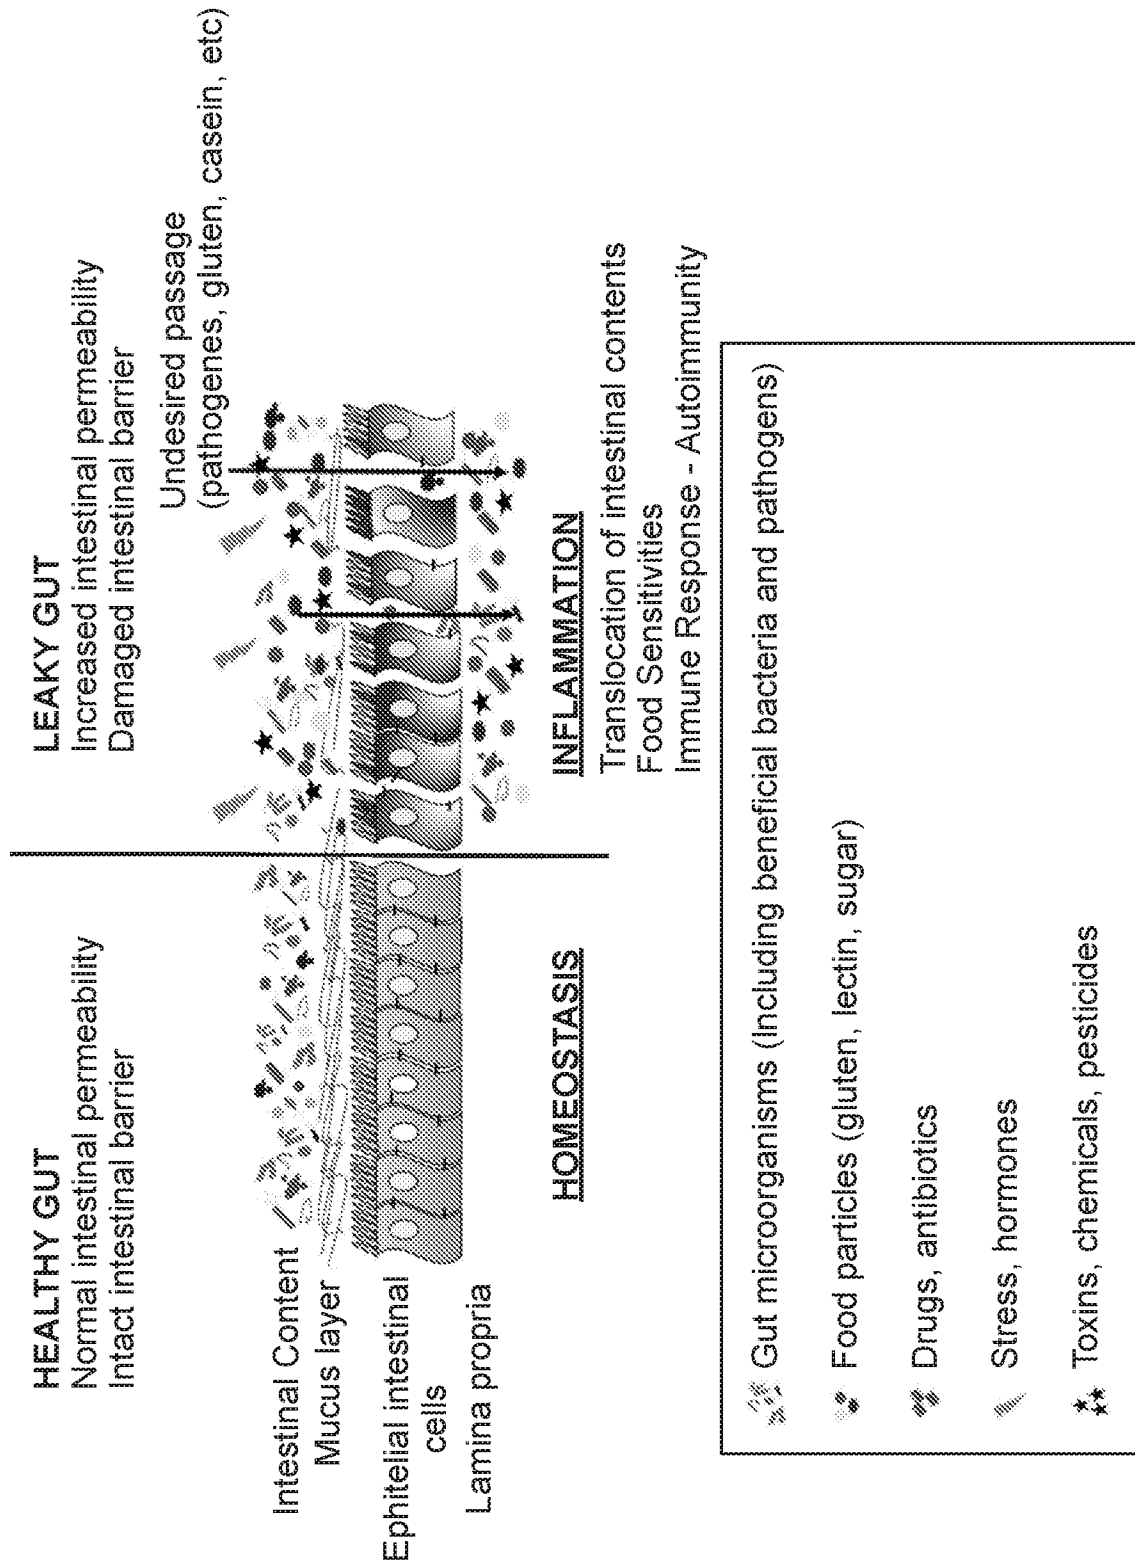 HEALTHY GUT
Normal intestinal permeability
Intact intestinal barrier
LEAKY GUT
Increased intestinal permeability
Damaged intestinal barrier
Undesired passage
(pathogenes, gluten, casein, etc)
Intestinal Content
Mucus layer
Ephitelial intestinal
cells
Lamina propria
HOMEOSTASIS
INFLAMMATION
Translocation of intestinal contents
Food Sensitivities
Immune Response - Autoimmunity
Gut microorganisms (Including beneficial bacteria and pathogens)
Food particles (gluten, lectin, sugar)
Drugs, antibiotics
Stress, hormones
Toxins, chemicals, pesticides